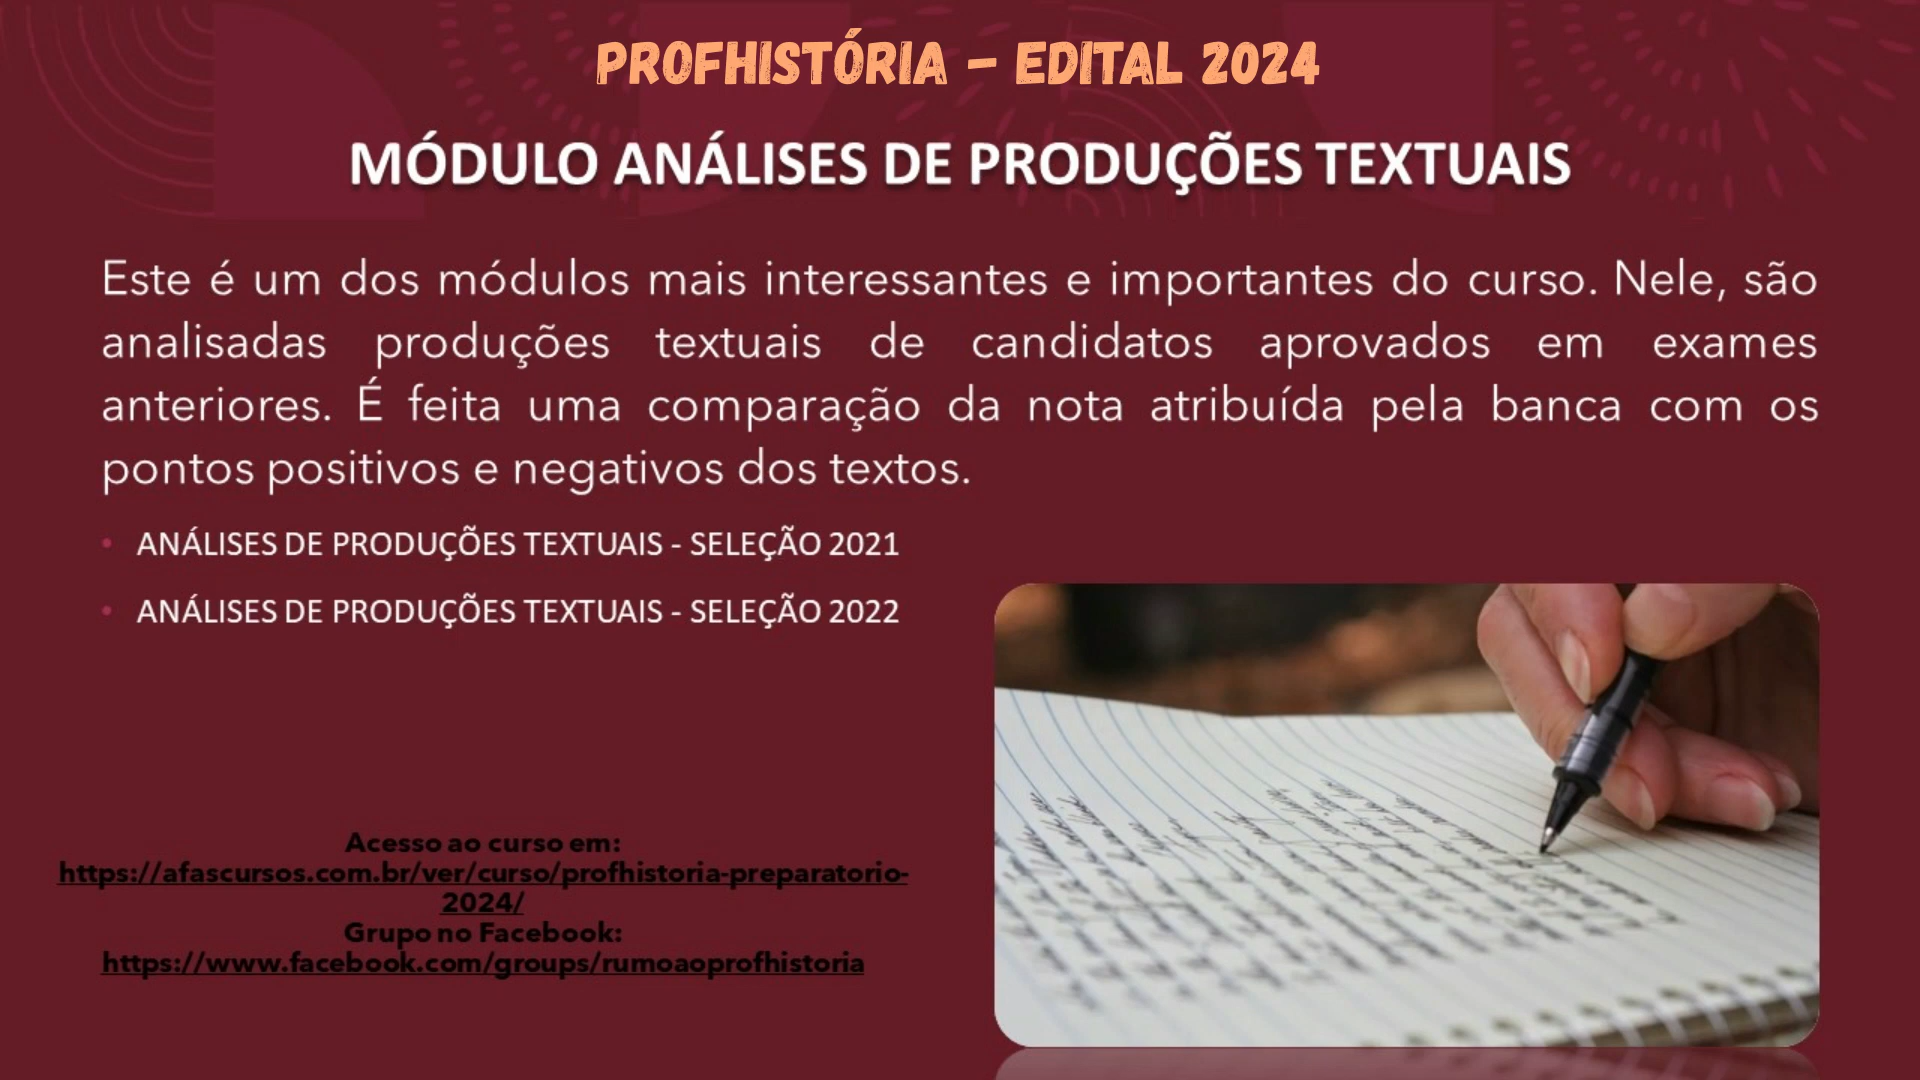 PROFHISTÓRIA - EDITAL 2024
MÓDULO ANÁLISES DE PRODUÇÕES TEXTUAIS
Este é um dos módulos mais interessantes e importantes do curso. Nele, são
analisadas produções textuais de candidatos aprovados em exames
anteriores. É feita uma comparação da nota atribuída pela banca com os
pontos positivos e negativos dos textos.
• ANÁLISES DE PRODUÇÕES TEXTUAIS - SELEÇÃO 2021
• ANÁLISES DE PRODUÇÕES TEXTUAIS - SELEÇÃO 2022
Acesso ao curso em:
https://afascursos.com.br/ver/curso/profhistoria-preparatorio-
2024/
Grupo no Facebook:
https://www.facebook.com/groups/rumoaoprofhistoria